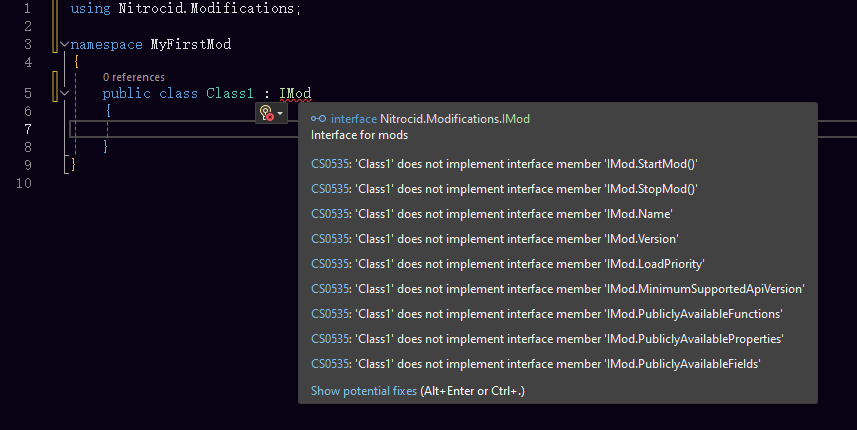 1 using Nitrocid.Modifications;
2
3 namespace MyFirstMod
4 {
0 references
5 public class Class1 : IMod
6 {
7
8 }
9 }
10
interface Nitrocid.Modifications.IMod
Interface for mods
CS0535: 'Class1' does not implement interface member 'IMod.StartMod()'
CS0535: 'Class1' does not implement interface member 'IMod.StopMod()'
CS0535: 'Class1' does not implement interface member 'IMod.Name'
CS0535: 'Class1' does not implement interface member 'IMod.Version'
CS0535: 'Class1' does not implement interface member 'IMod.LoadPriority'
CS0535: 'Class1' does not implement interface member 'IMod.MinimumSupportedApiVersion'
CS0535: 'Class1' does not implement interface member 'IMod.PubliclyAvailableFunctions'
CS0535: 'Class1' does not implement interface member 'IMod.PubliclyAvailableProperties'
CS0535: 'Class1' does not implement interface member 'IMod.PubliclyAvailableFields'
Show potential fixes (Alt+Enter or Ctrl+.)